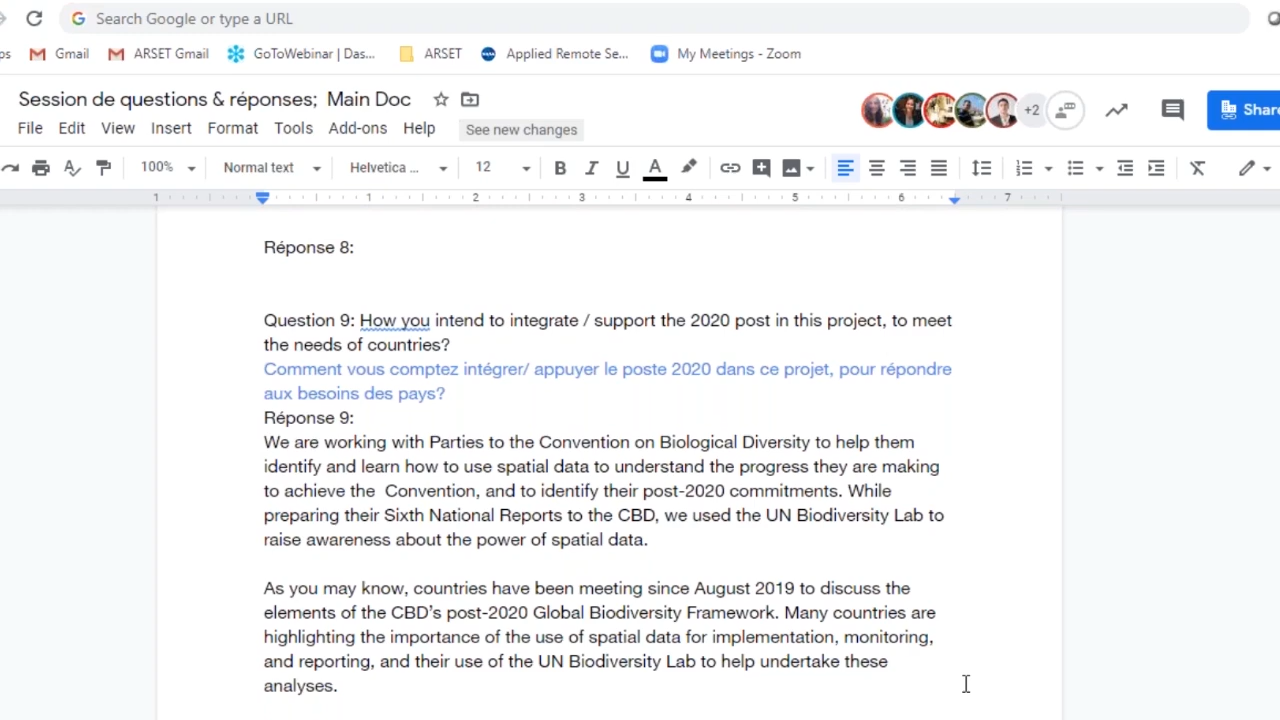 Search Google or type a URL
ps Gmail ARSET Gmail GoToWebinar | Das... ARSET Applied Remote Se... My Meetings - Zoom
Session de questions & réponses; Main Doc
+2
Share
File Edit View Insert Format Tools Add-ons Help See new changes
100% Normal text Helvetica ... 12 B I U A
1 1 2 3 4 5 6 7
Réponse 8:
Question 9: How you intend to integrate / support the 2020 post in this project, to meet
the needs of countries?
Comment vous comptez intégrer/ appuyer le poste 2020 dans ce projet, pour répondre
aux besoins des pays?
Réponse 9:
We are working with Parties to the Convention on Biological Diversity to help them
identify and learn how to use spatial data to understand the progress they are making
to achieve the  Convention, and to identify their post-2020 commitments. While
preparing their Sixth National Reports to the CBD, we used the UN Biodiversity Lab to
raise awareness about the power of spatial data.
As you may know, countries have been meeting since August 2019 to discuss the
elements of the CBD’s post-2020 Global Biodiversity Framework. Many countries are
highlighting the importance of the use of spatial data for implementation, monitoring,
and reporting, and their use of the UN Biodiversity Lab to help undertake these
analyses.